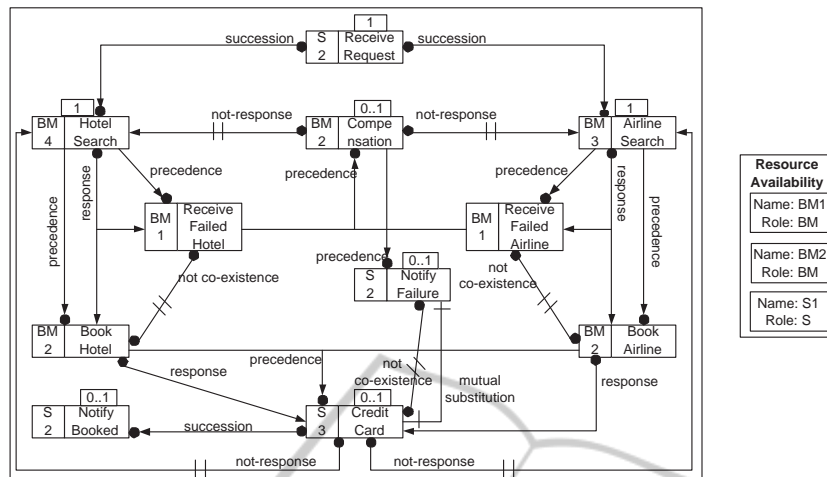 1
S
2
Receive
Request
succession
succession
1
BM
4
Hotel
Search
not-response
0..1
BM
2
Compe
nsation
not-response
1
BM
3
Airline
Search
precedence
response
precedence
precedence
precedence
response
precedence
BM
1
Receive
Failed
Hotel
BM
1
Receive
Failed
Airline
not co-existence
precedence
0..1
S
2
Notify
Failure
not
co-existence
BM
2
Book
Hotel
BM
2
Book
Airline
response
precedence
not
co-existence
mutual
substitution
response
0..1
S
2
Notify
Booked
succession
0..1
S
3
Credit
Card
not-response
not-response
Resource
Availability
Name: BM1
Role: BM
Name: BM2
Role: BM
Name: S1
Role: S